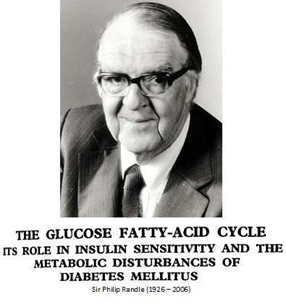 THE GLUCOSE FATTY-ACID CYCLE
ITS ROLE IN INSULIN SENSITIVITY AND THE
METABOLIC DISTURBANCES OF
DIABETES MELLITUS
Sir Philip Randle (1926 – 2006)